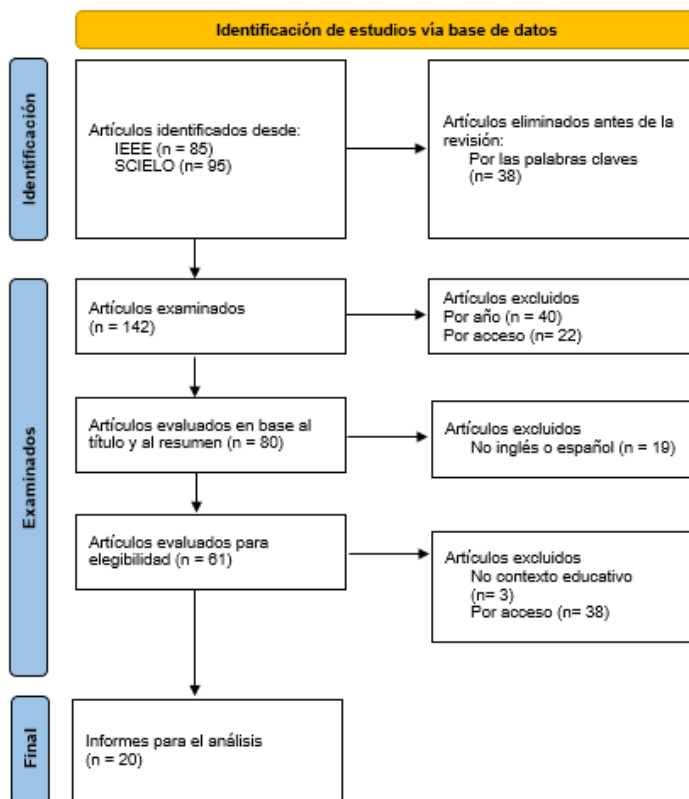 Identificación de estudios vía base de datos
Identificación
Artículos identificados desde:
IEEE (n = 85)
SCIELO (n= 95)
Artículos eliminados antes de la
revisión:
Por las palabras claves
(n= 38)
Examinados
Artículos examinados
(n = 142)
Artículos excluidos
Por año (n = 40)
Por acceso (n= 22)
Artículos evaluados en base al
título y al resumen (n = 80)
Artículos excluidos
No inglés o español (n = 19)
Artículos evaluados para
elegibilidad (n = 61)
Artículos excluidos
No contexto educativo
(n= 3)
Por acceso (n= 38)
Final
Informes para el análisis
(n = 20)